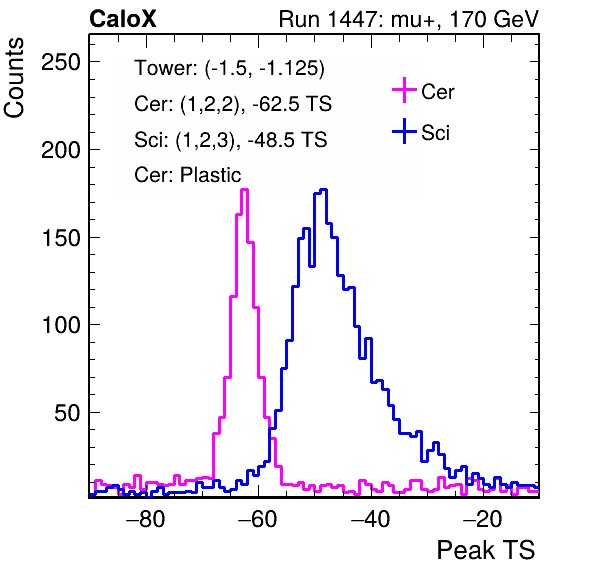 CaloX Run 1447: mu+, 170 GeV
Counts
250
200
150
100
50
Tower: (-1.5, -1.125)
Cer: (1,2,2), -62.5 TS
Sci: (1,2,3), -48.5 TS
Cer: Plastic
Cer
Sci
−80 −60 −40 −20
Peak TS